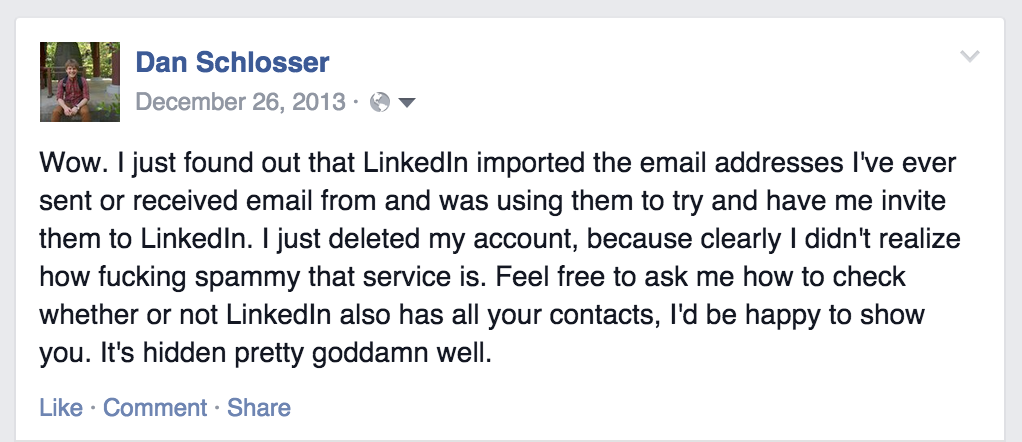 Dan Schlosser
December 26, 2013 ·
Wow. I just found out that LinkedIn imported the email addresses I've ever
sent or received email from and was using them to try and have me invite
them to LinkedIn. I just deleted my account, because clearly I didn't realize
how fucking spammy that service is. Feel free to ask me how to check
whether or not LinkedIn also has all your contacts, I'd be happy to show
you. It's hidden pretty goddamn well.
Like · Comment · Share